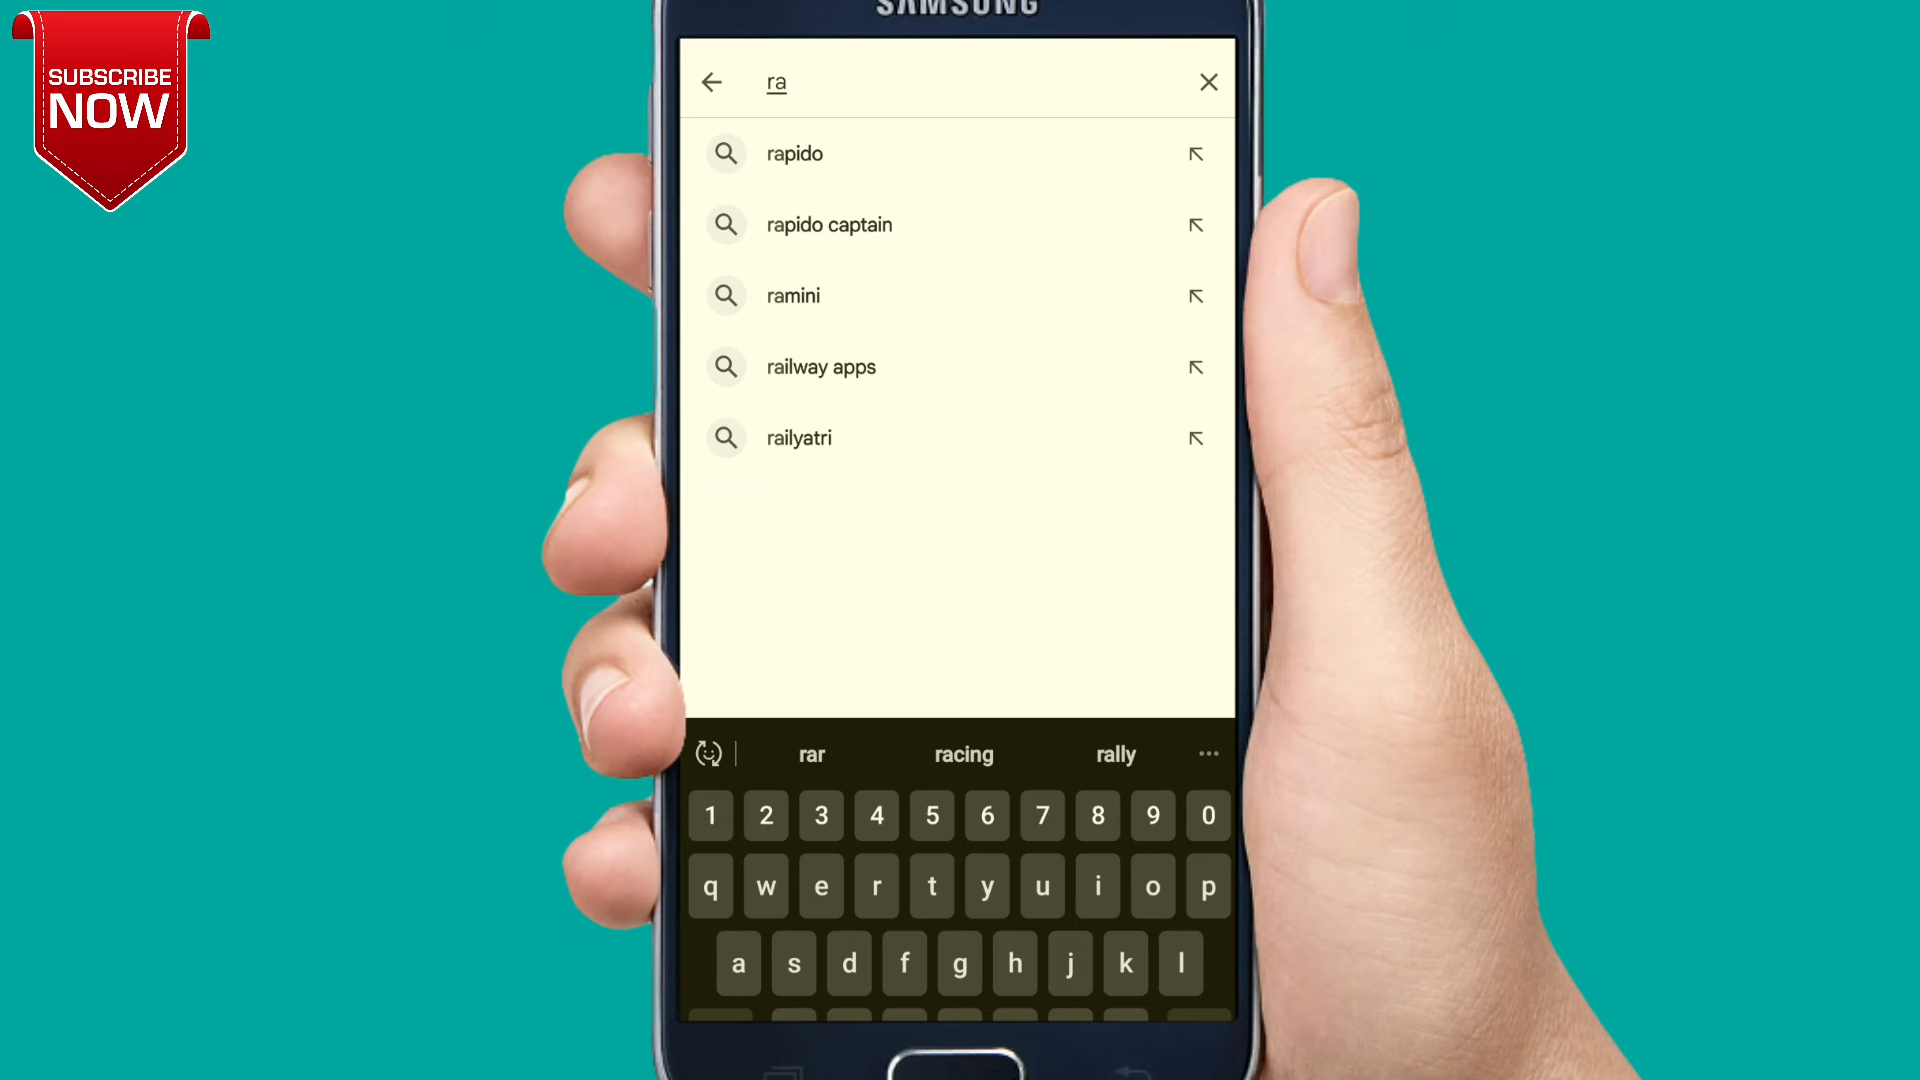 SAMSUNG
SUBSCRIBE
NOW
ra
rapido
rapido captain
ramini
railway apps
railyatri
rar racing rally
1 2 3 4 5 6 7 8 9 0
q w e r t y u i o p
a s d f g h j k l